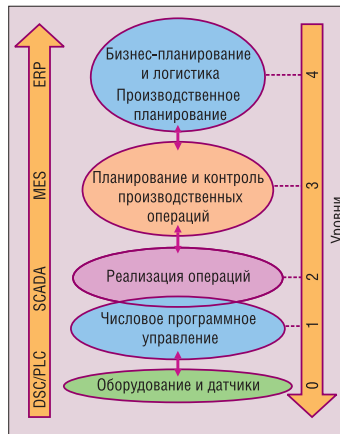 ERP
MES
SCADA
DSC/PLC
Бизнес-планирование
и логистика
Производственное
планирование
Планирование и контроль
производственных
операций
Реализация операций
Числовое программное
управление
Оборудование и датчики
4
3
2
1
0
Уровни